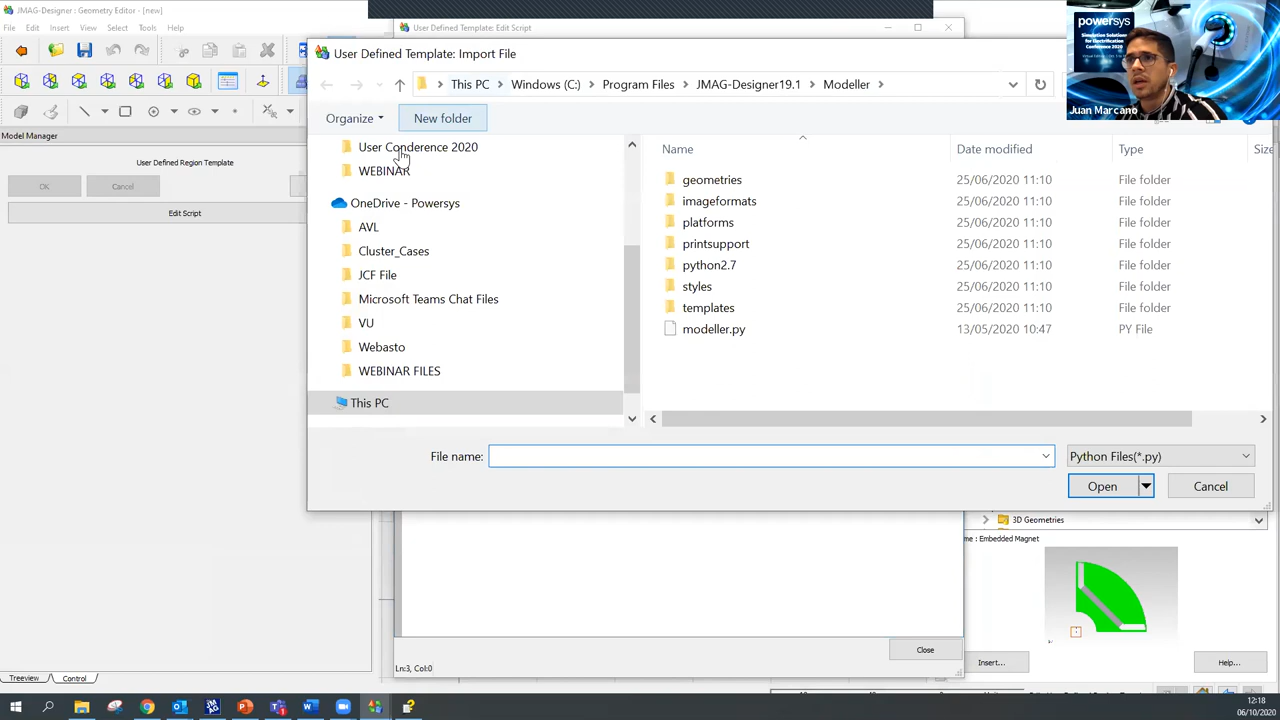 JMAG-Designer : Geometry Editor - [new]
File Edit Insert View Select Tools
User Defined Template: Edit Script
User Defined Template: Import File
powersys
Simulation Solutions
for Electrification
Conference 2020
Juan Marcano
This PC > Windows (C:) > Program Files > JMAG-Designer19.1 > Modeller >
Organize New folder
Model Manager
User Defined Region Template
OK Cancel
Edit Script
User Conderence 2020
WEBINAR
OneDrive - Powersys
AVL
Cluster_Cases
JCF File
Microsoft Teams Chat Files
VU
Webasto
WEBINAR FILES
This PC
Name Date modified Type Size
geometries 25/06/2020 11:10 File folder
imageformats 25/06/2020 11:10 File folder
platforms 25/06/2020 11:10 File folder
printsupport 25/06/2020 11:10 File folder
python2.7 25/06/2020 11:10 File folder
styles 25/06/2020 11:10 File folder
templates 25/06/2020 11:10 File folder
modeller.py 13/05/2020 10:47 PY File
File name: Python Files(*.py)
Open Cancel
3D Geometries
: Embedded Magnet
Insert... Help...
Close
Ln:3, Col:0
Treeview Control
12:18
06/10/2020